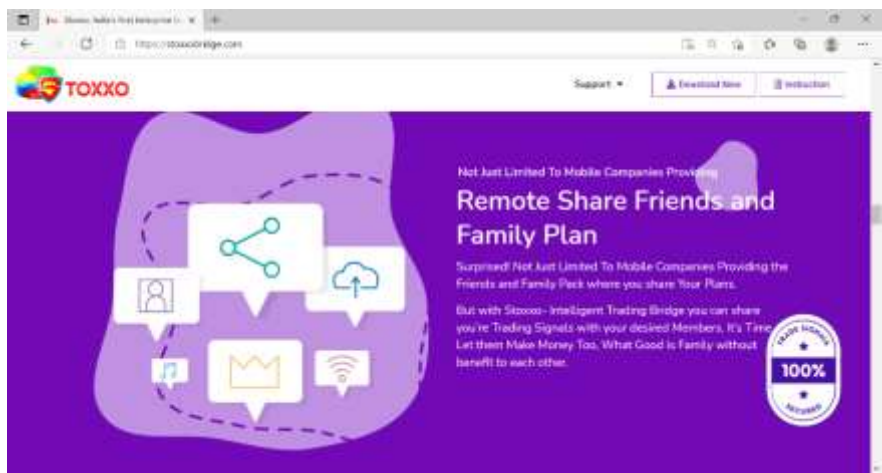 TOXXO
Support
Download Now
Instruction
Not Just Limited To Mobile Companies Providing
Remote Share Friends and
Family Plan
Surprised! Not Just Limited To Mobile Companies Providing the
Friends and Family Pack where you share Your Plans.
But with Stoxxo- Intelligent Trading Bridge you can share
you're Trading Signals with your desired Members, It's Time
Let them Make Money Too, What Good is Family without
benefit to each other.
TRADE SIGNALS
100%
SECURED